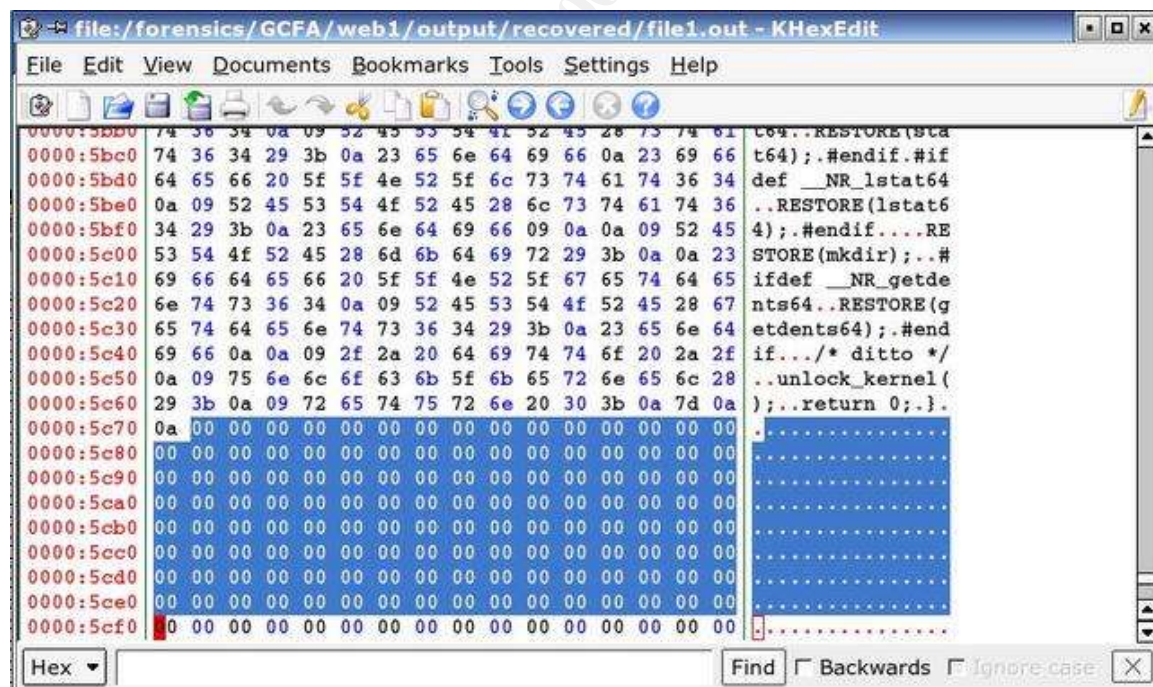 file:/forensics/GCFA/web1/output/recovered/file1.out - KHexEdit
File Edit View Documents Bookmarks Tools Settings Help
0000:5bb0 74 36 34 0a 09 52 45 53 54 4f 52 45 28 73 74 61 t64..RESTORE(sta
0000:5bc0 74 36 34 29 3b 0a 23 65 6e 64 69 66 0a 23 69 66 t64);.#endif.#if
0000:5bd0 64 65 66 20 5f 5f 4e 52 5f 6c 73 74 61 74 36 34 def __NR_lstat64
0000:5be0 0a 09 52 45 53 54 4f 52 45 28 6c 73 74 61 74 36 ..RESTORE(lstat6
0000:5bf0 34 29 3b 0a 23 65 6e 64 69 66 09 0a 0a 09 52 45 4);.#endif....RE
0000:5c00 53 54 4f 52 45 28 6d 6b 64 69 72 29 3b 0a 0a 23 STORE(mkdir);..#
0000:5c10 69 66 64 65 66 20 5f 5f 4e 52 5f 67 65 74 64 65 ifdef __NR_getde
0000:5c20 6e 74 73 36 34 0a 09 52 45 53 54 4f 52 45 28 67 nts64..RESTORE(g
0000:5c30 65 74 64 65 6e 74 73 36 34 29 3b 0a 23 65 6e 64 etdents64);.#end
0000:5c40 69 66 0a 0a 09 2f 2a 20 64 69 74 74 6f 20 2a 2f if.../* ditto */
0000:5c50 0a 09 75 6e 6c 6f 63 6b 5f 6b 65 72 6e 65 6c 28 ..unlock_kernel(
0000:5c60 29 3b 0a 09 72 65 74 75 72 6e 20 30 3b 0a 7d 0a );..return 0;.}.
0000:5c70 0a 00 00 00 00 00 00 00 00 00 00 00 00 00 00 00 ................
0000:5c80 00 00 00 00 00 00 00 00 00 00 00 00 00 00 00 00 ................
0000:5c90 00 00 00 00 00 00 00 00 00 00 00 00 00 00 00 00 ................
0000:5ca0 00 00 00 00 00 00 00 00 00 00 00 00 00 00 00 00 ................
0000:5cb0 00 00 00 00 00 00 00 00 00 00 00 00 00 00 00 00 ................
0000:5cc0 00 00 00 00 00 00 00 00 00 00 00 00 00 00 00 00 ................
0000:5cd0 00 00 00 00 00 00 00 00 00 00 00 00 00 00 00 00 ................
0000:5ce0 00 00 00 00 00 00 00 00 00 00 00 00 00 00 00 00 ................
0000:5cf0 00 00 00 00 00 00 00 00 00 00 00 00 00 00 00 00 ................
Hex Find Backwards Ignore case